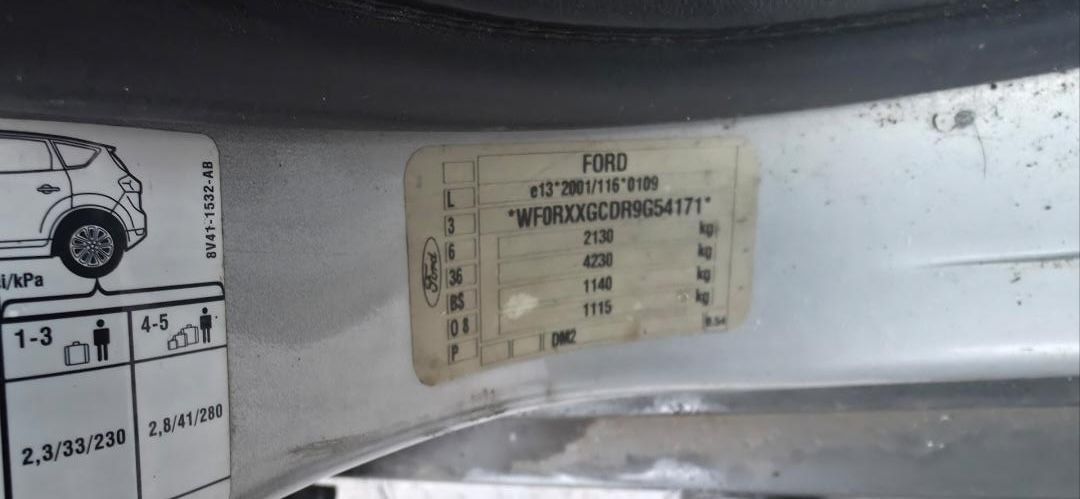 8V41-1532-AB
i/kPa
1-3
4-5
2,3/33/230
2,8/41/280
Ford
FORD
e13*2001/116*0109
L
*WF0RXXGCDR9G54171*
3
2130 kg
6
4230 kg
36
1140 kg
BS
1115 kg
O 8
P
DM2